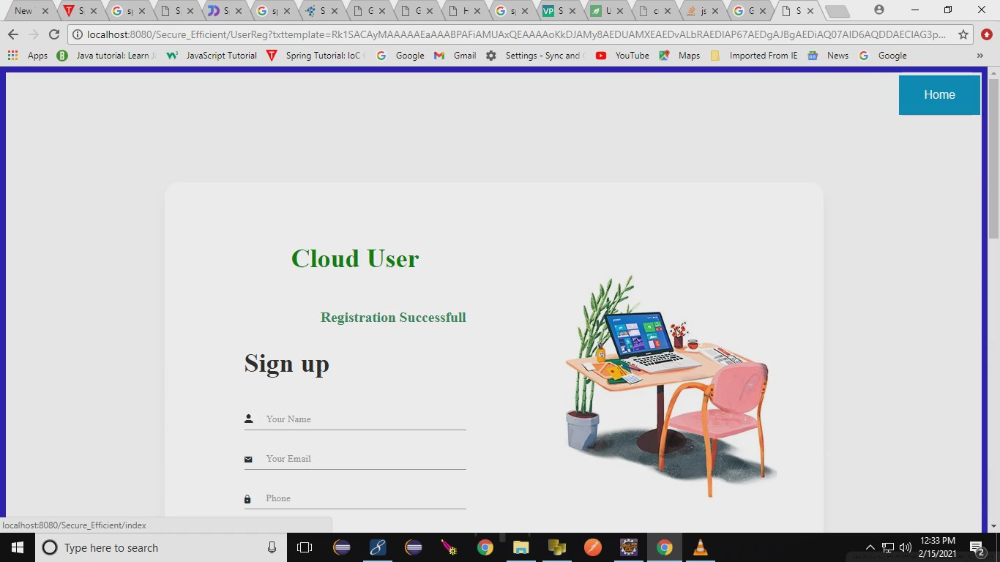 New
S
sp
S
S
sp
S
G
G
H
sp
VP S
U
c
js
G
S
localhost:8080/Secure_Efficient/UserReg?txttemplate=Rk1SACAyMAAAAAEaAAABPAFiAMUAxQEAAAAoKkDJAMy8AEDUAMXEAEDvALbRAEDIAP67AEDgAJBgAEDiAQ07AID6AQDDAECIAG3p...
Apps
Java tutorial: Learn Ja
JavaScript Tutorial
Spring Tutorial: IoC C
Google
Gmail
Settings - Sync and
YouTube
Maps
Imported From IE
News
Google
»
Home
Cloud User
Registration Successfull
Sign up
Your Name
Your Email
Phone
localhost:8080/Secure_Efficient/index
Type here to search
12:33 PM
2/15/2021
2